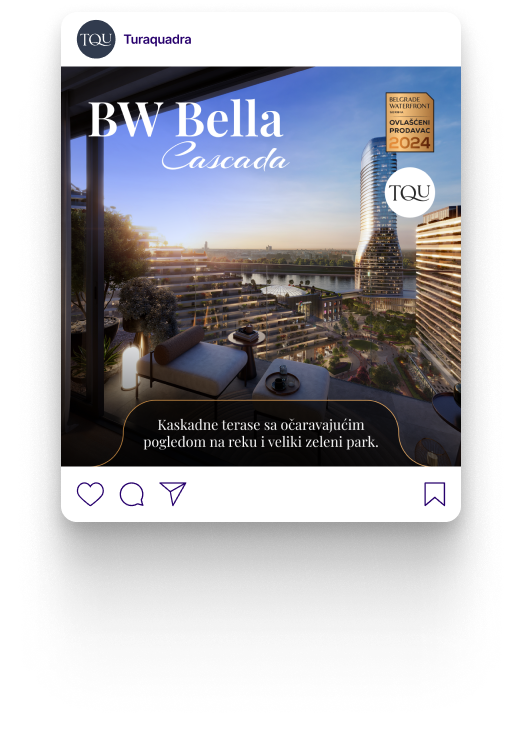 TQU
Turaquadra
BW Bella
Cascada
BELGRADE
WATERFRONT
OVLAŠĆENI
PRODAVAC
2024
TQU
Kaskadne terase sa očaravajućim
pogledom na reku i veliki zeleni park.